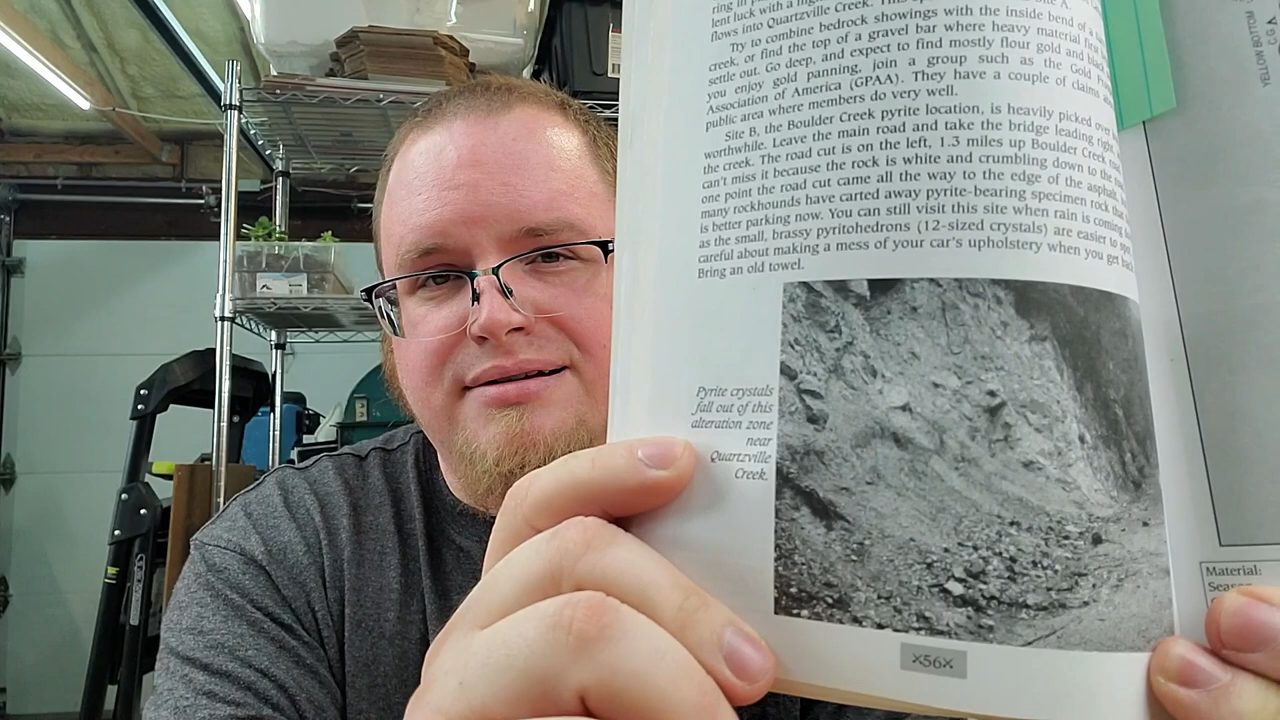 ring in
lent luck with a
flows into Quartzville Creek. This
Try to combine bedrock showings with the inside bend of a
creek, or find the top of a gravel bar where heavy material first
settle out. Go deep, and expect to find mostly flour gold and black
you enjoy gold panning, join a group such as the Gold
Association of America (GPAA). They have a couple of claims
public area where members do very well.
Site B, the Boulder Creek pyrite location, is heavily picked over
worthwhile. Leave the main road and take the bridge leading right,
the creek. The road cut is on the left, 1.3 miles up Boulder Creek
can't miss it because the rock is white and crumbling down to the
one point the road cut came all the way to the edge of the asphalt,
many rockhounds have carted away pyrite-bearing specimen rock
is better parking now. You can still visit this site when rain is coming
as the small, brassy pyritohedrons (12-sized crystals) are easier to
careful about making a mess of your car's upholstery when you get
Bring an old towel.
Pyrite crystals
fall out of this
alteration zone
near
Quartzville
Creek.
56
YELLOW BOTTOM
C.G.
Material: